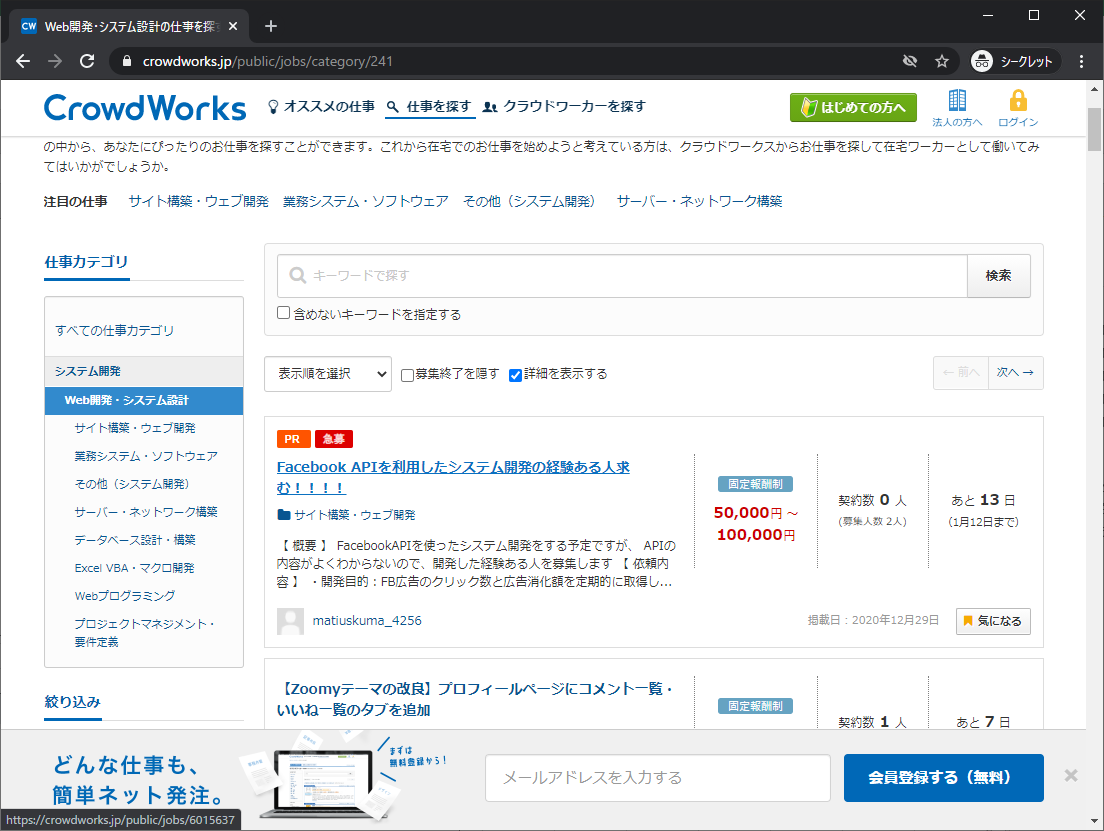 CW Web開発・システム設計の仕事を探す
crowdworks.jp/public/jobs/category/241
シークレット
CrowdWorks
オススメの仕事
仕事を探す
クラウドワーカーを探す
はじめての方へ
法人の方へ
ログイン
の中から、あなたにぴったりのお仕事を探すことができます。これから在宅でのお仕事を始めようと考えている方は、クラウドワークスからお仕事を探して在宅ワーカーとして働いてみ
てはいかがでしょうか。
注目の仕事 サイト構築・ウェブ開発 業務システム・ソフトウェア その他（システム開発） サーバー・ネットワーク構築
仕事カテゴリ
すべての仕事カテゴリ
システム開発
Web開発・システム設計
サイト構築・ウェブ開発
業務システム・ソフトウェア
その他（システム開発）
サーバー・ネットワーク構築
データベース設計・構築
Excel VBA・マクロ開発
Webプログラミング
プロジェクトマネジメント・
要件定義
絞り込み
キーワードで探す
検索
含めないキーワードを指定する
表示順を選択
募集終了を隠す
詳細を表示する
← 前へ
次へ →
PR 急募
Facebook APIを利用したシステム開発の経験ある人求
む！！！！
サイト構築・ウェブ開発
【 概要 】 FacebookAPIを使ったシステム開発をする予定ですが、 APIの
内容がよくわからないので、開発した経験ある人を募集します 【 依頼内
容 】 ・開発目的：FB広告のクリック数と広告消化額を定期的に取得し...
固定報酬制
50,000円 〜
100,000円
契約数 0 人
(募集人数 2人)
あと 13 日
(1月12日まで)
matiuskuma_4256
掲載日：2020年12月29日
気になる
【Zoomyテーマの改良】プロフィールページにコメント一覧・
いいね一覧のタブを追加
固定報酬制
契約数 1 人
あと 7 日
どんな仕事も、
簡単ネット発注。
まずは
無料登録から！
メールアドレスを入力する
会員登録する（無料）
https://crowdworks.jp/public/jobs/6015637